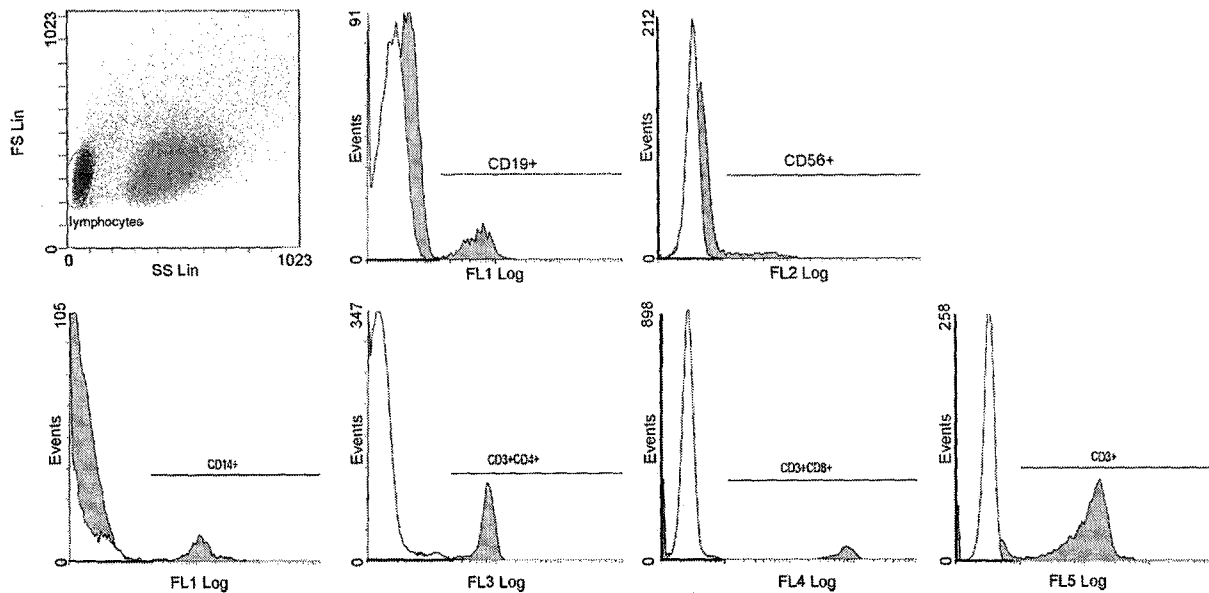 1023
FS Lin
0
lymphocytes
0
SS Lin
1023
91
Events
0
CD19+
FL1 Log
212
Events
0
CD56+
FL2 Log
105
Events
0
CD14+
FL1 Log
347
Events
0
CD3+CD4+
FL3 Log
898
Events
0
CD3+CD8+
FL4 Log
258
Events
0
CD3+
FL5 Log